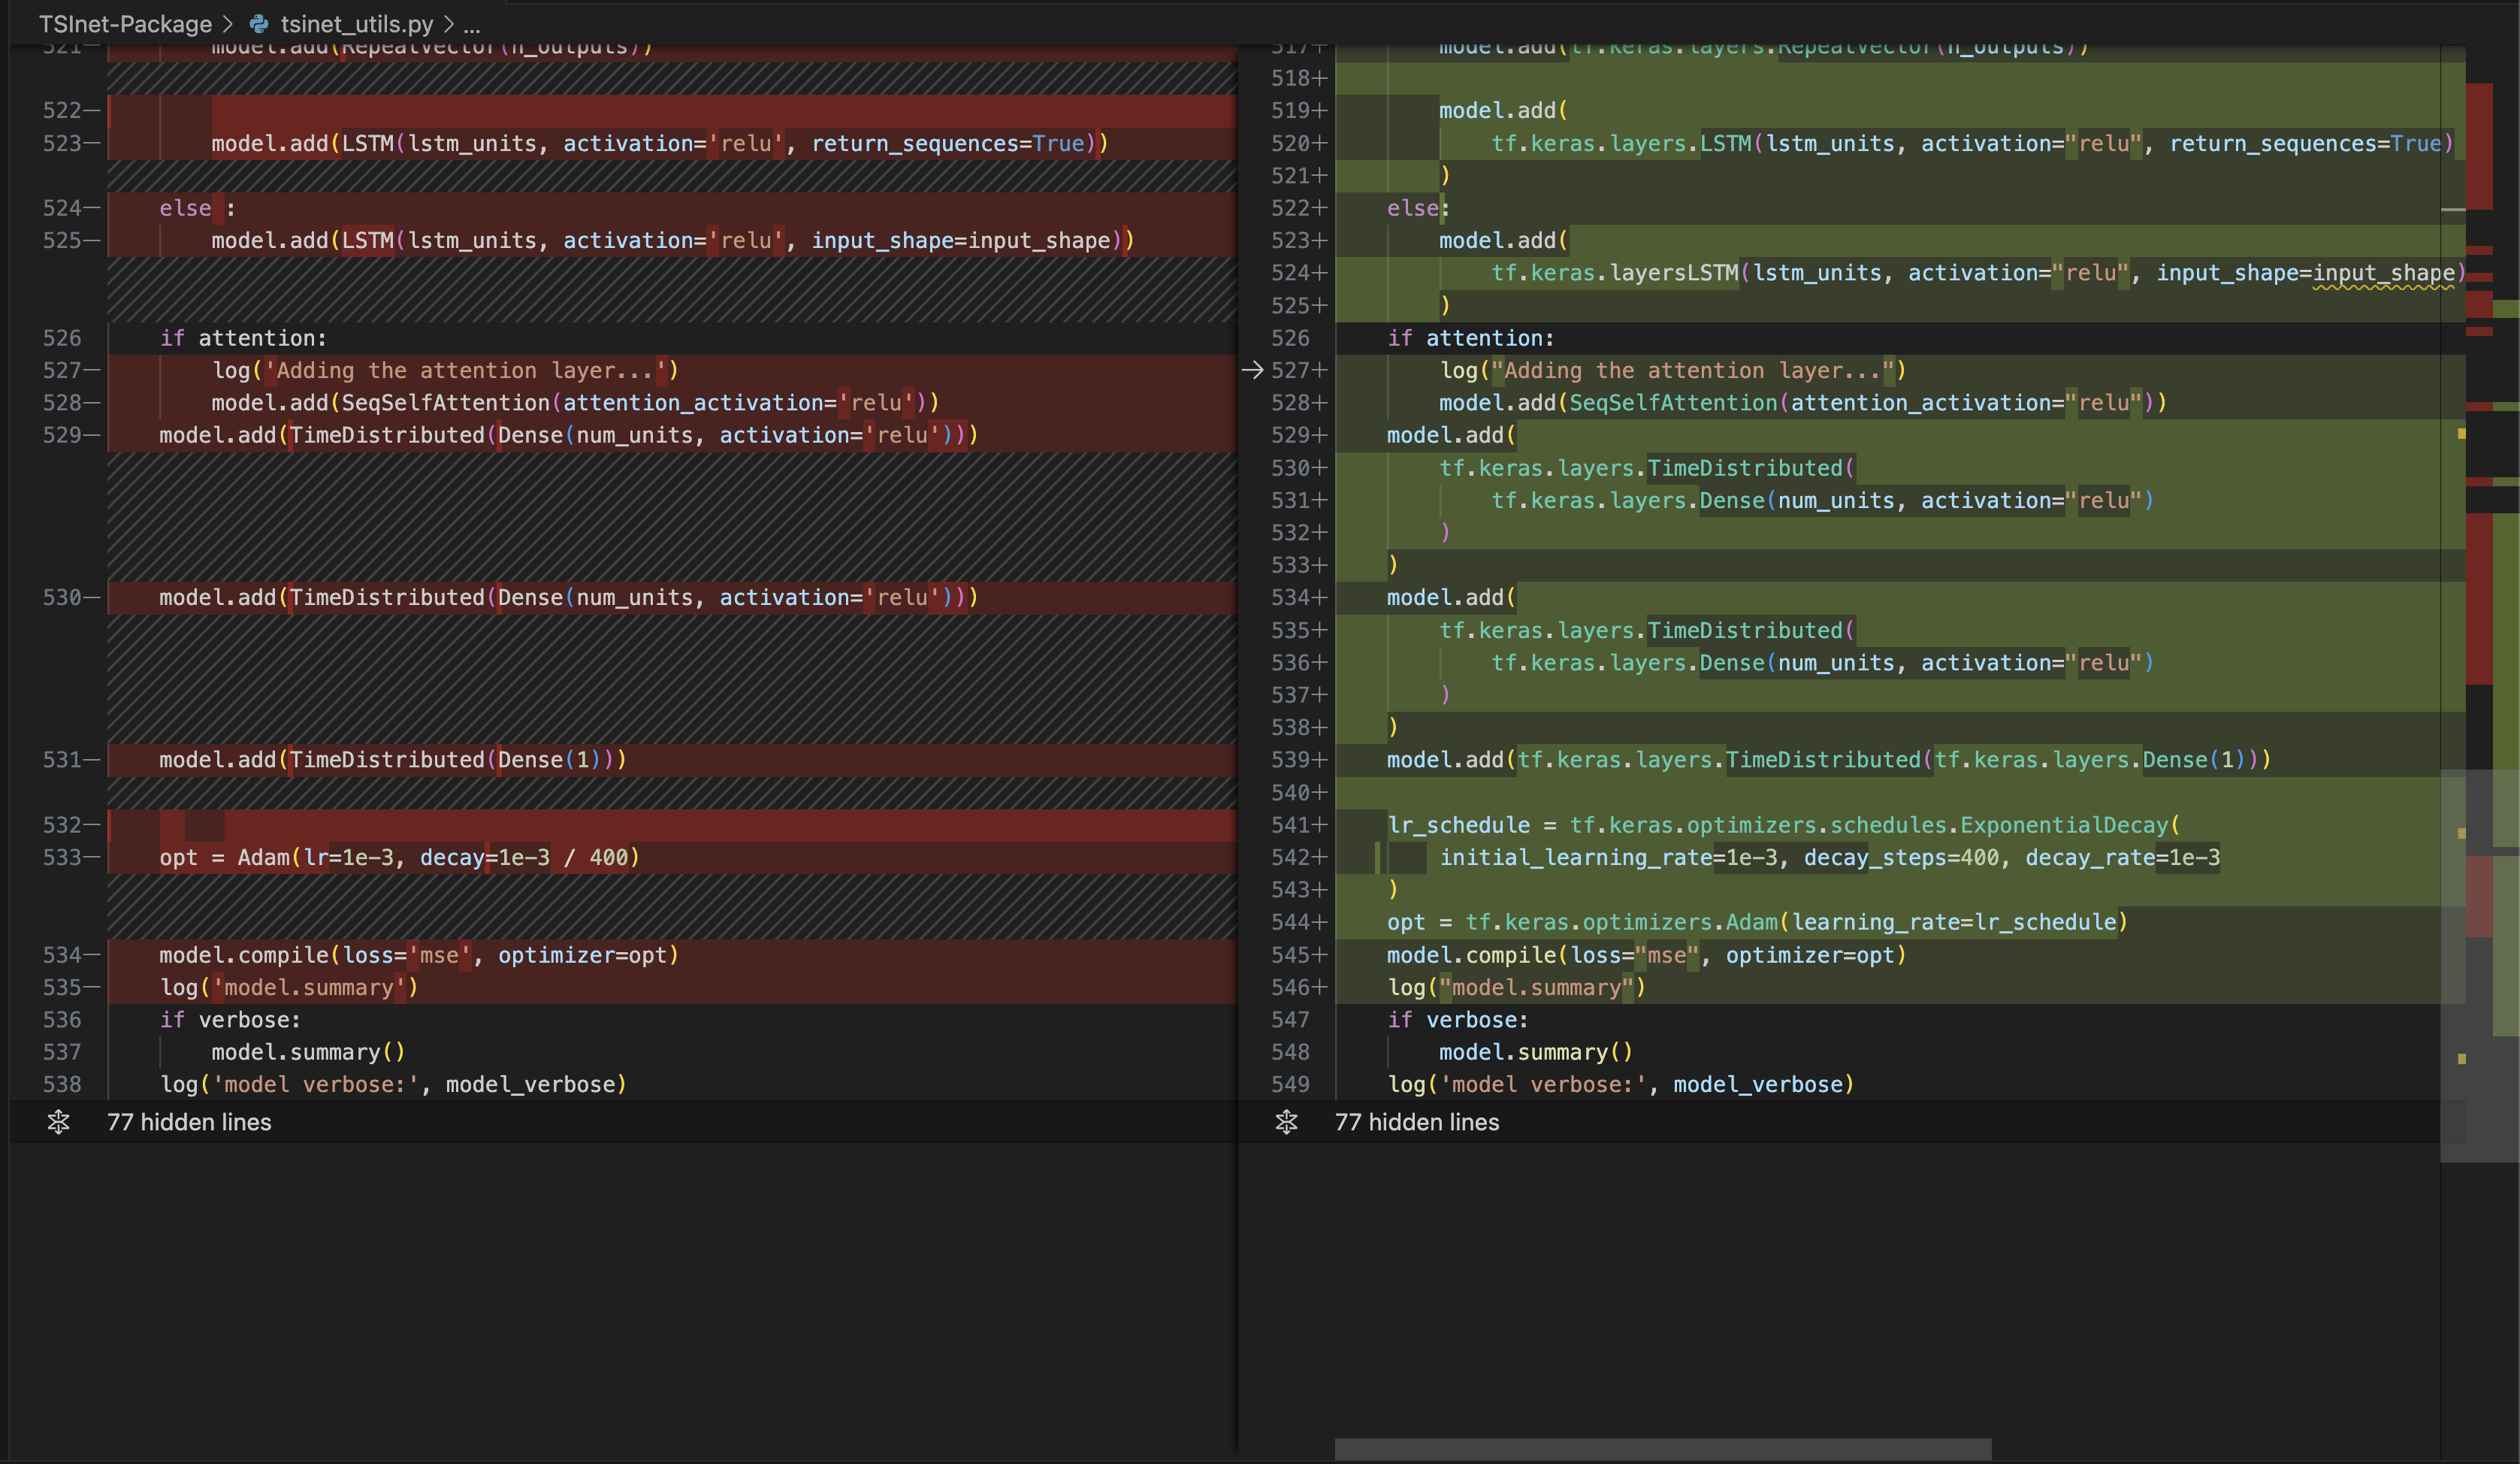 TSInet-Package > tsinet_utils.py > ...
521— model.add(RepeatVector(n_outputs))
522—
523— model.add(LSTM(lstm_units, activation='relu', return_sequences=True))
524— else :
525— model.add(LSTM(lstm_units, activation='relu', input_shape=input_shape))
526 if attention:
527— log('Adding the attention layer...')
528— model.add(SeqSelfAttention(attention_activation='relu'))
529— model.add(TimeDistributed(Dense(num_units, activation='relu')))
530— model.add(TimeDistributed(Dense(num_units, activation='relu')))
531— model.add(TimeDistributed(Dense(1)))
532—
533— opt = Adam(lr=1e-3, decay=1e-3 / 400)
534— model.compile(loss='mse', optimizer=opt)
535— log('model.summary')
536 if verbose:
537 model.summary()
538 log('model verbose:', model_verbose)
77 hidden lines
517+ model.add(tf.keras.layers.RepeatVector(n_outputs))
518+
519+ model.add(
520+ tf.keras.layers.LSTM(lstm_units, activation="relu", return_sequences=True)
521+ )
522+ else:
523+ model.add(
524+ tf.keras.layersLSTM(lstm_units, activation="relu", input_shape=input_shape)
525+ )
526 if attention:
527+ log("Adding the attention layer...")
528+ model.add(SeqSelfAttention(attention_activation="relu"))
529+ model.add(
530+ tf.keras.layers.TimeDistributed(
531+ tf.keras.layers.Dense(num_units, activation="relu")
532+ )
533+ )
534+ model.add(
535+ tf.keras.layers.TimeDistributed(
536+ tf.keras.layers.Dense(num_units, activation="relu")
537+ )
538+ )
539+ model.add(tf.keras.layers.TimeDistributed(tf.keras.layers.Dense(1)))
540+
541+ lr_schedule = tf.keras.optimizers.schedules.ExponentialDecay(
542+ initial_learning_rate=1e-3, decay_steps=400, decay_rate=1e-3
543+ )
544+ opt = tf.keras.optimizers.Adam(learning_rate=lr_schedule)
545+ model.compile(loss="mse", optimizer=opt)
546+ log("model.summary")
547 if verbose:
548 model.summary()
549 log('model verbose:', model_verbose)
77 hidden lines